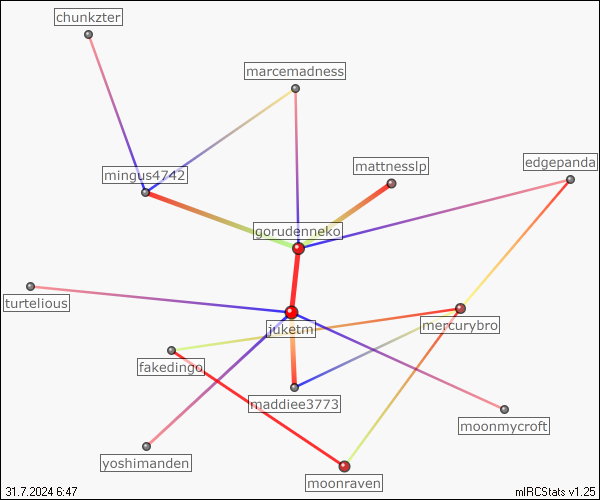 chunkzter
marcemadness
mattnesslp
edgepanda
mingus4742
gorudenneko
turtelious
juketm
mercurybro
fakedingo
maddiee3773
moonmycroft
yoshimanden
moonraven
31.7.2024 6:47
mIRCStats v1.25